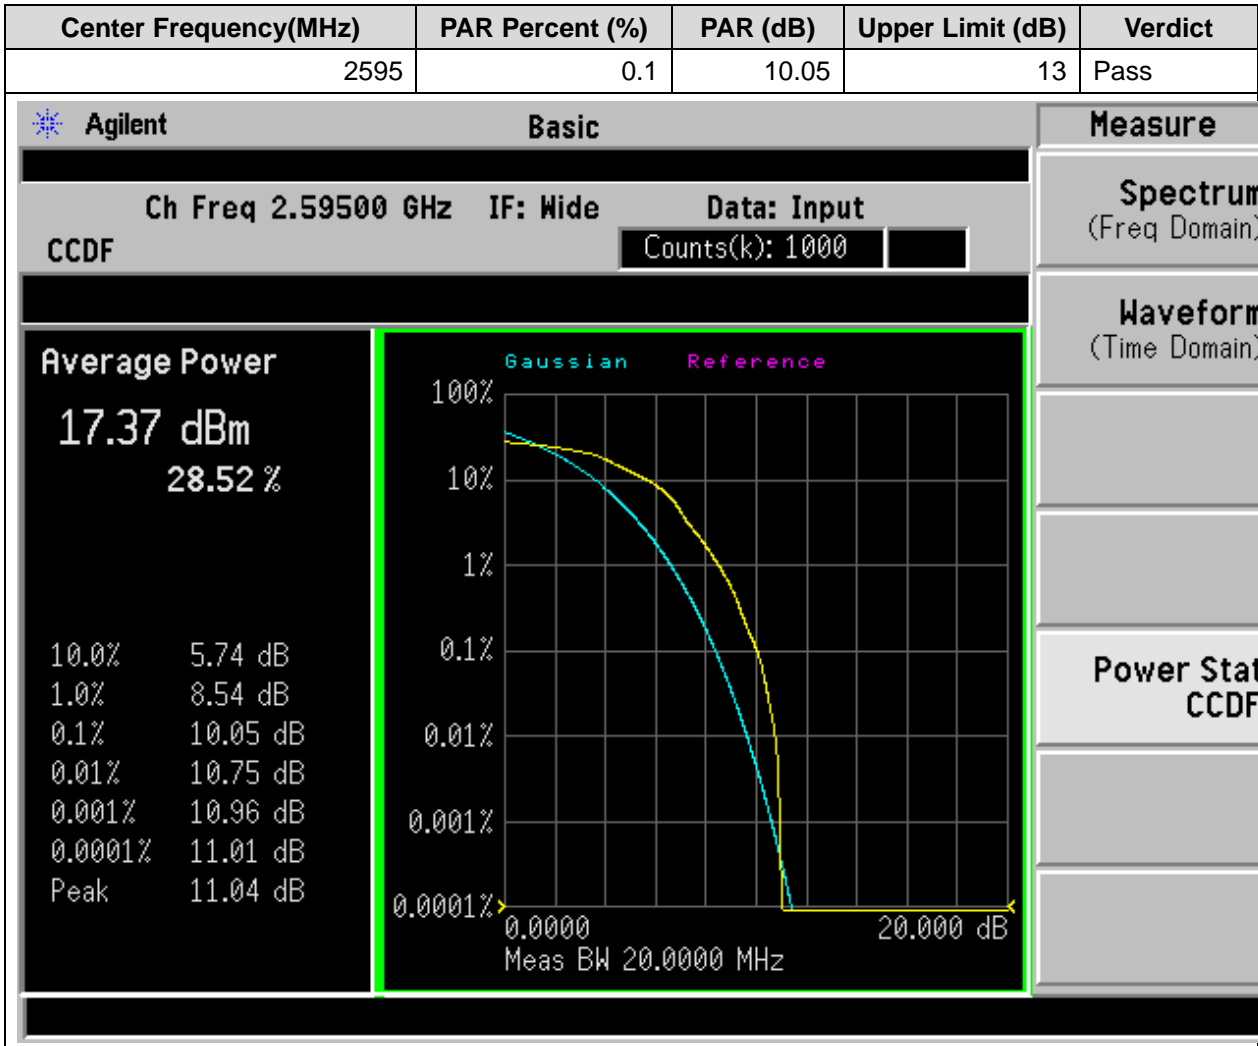 Center Frequency(MHz) PAR Percent (%) PAR (dB) Upper Limit (dB) Verdict
2595 0.1 10.05 13 Pass
Agilent Basic Measure
Ch Freq 2.59500 GHz IF: Wide Data: Input
CCDF Counts(k): 1000
Spectrum
(Freq Domain)
Waveform
(Time Domain)
Power Stat
CCDF
Average Power
17.37 dBm
28.52 %
10.0% 5.74 dB
1.0% 8.54 dB
0.1% 10.05 dB
0.01% 10.75 dB
0.001% 10.96 dB
0.0001% 11.01 dB
Peak 11.04 dB
Gaussian Reference
100%
10%
1%
0.1%
0.01%
0.001%
0.0001%
0.0000 20.000 dB
Meas BW 20.0000 MHz